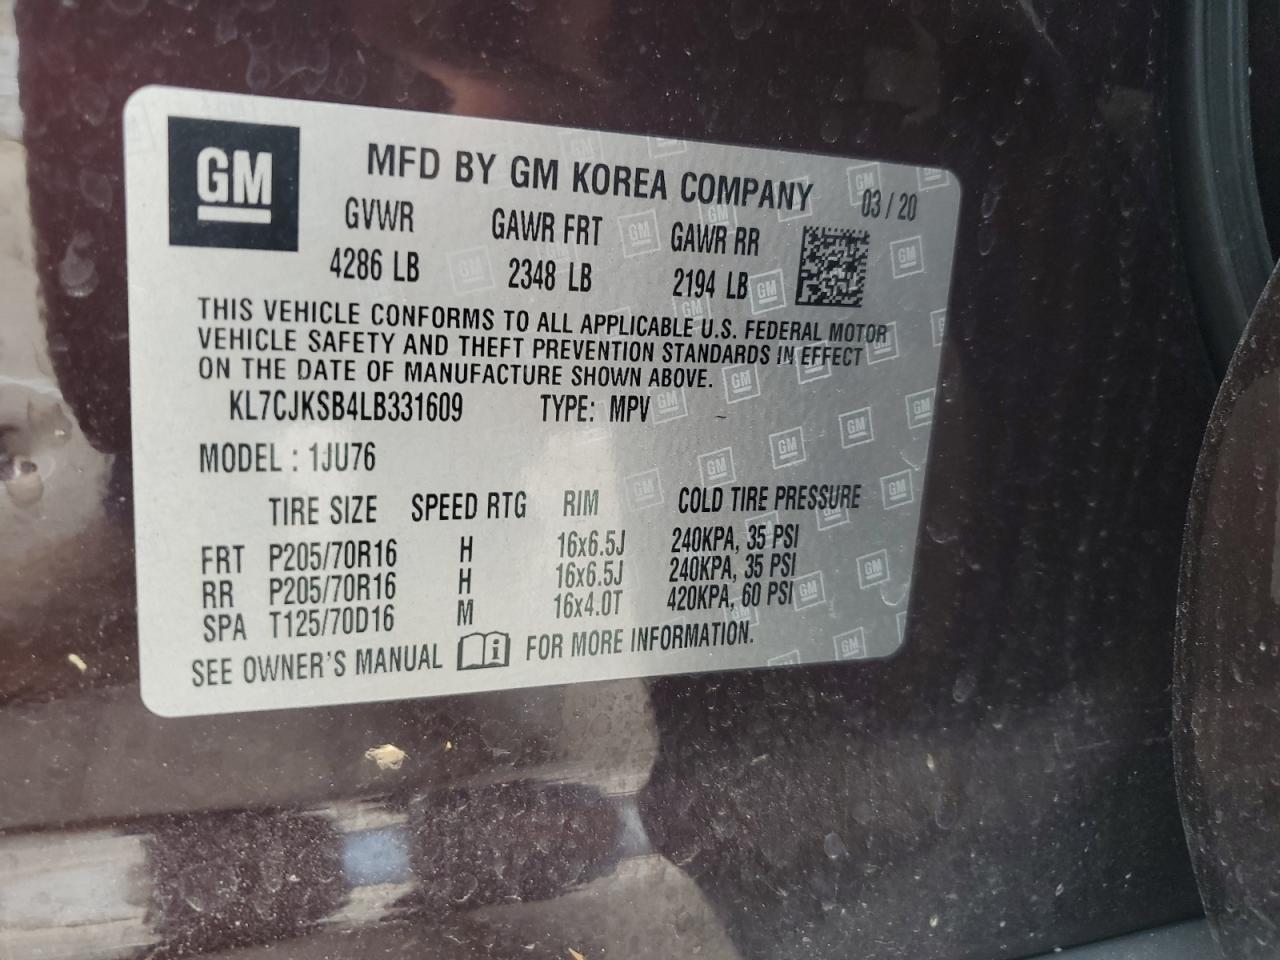 GM
MFD BY GM KOREA COMPANY 03 / 20
GVWR GAWR FRT GAWR RR
4286 LB 2348 LB 2194 LB
THIS VEHICLE CONFORMS TO ALL APPLICABLE U.S. FEDERAL MOTOR
VEHICLE SAFETY AND THEFT PREVENTION STANDARDS IN EFFECT
ON THE DATE OF MANUFACTURE SHOWN ABOVE.
KL7CJKSB4LB331609 TYPE: MPV
MODEL : 1JU76
TIRE SIZE SPEED RTG RIM COLD TIRE PRESSURE
FRT P205/70R16 H 16x6.5J 240KPA, 35 PSI
RR P205/70R16 H 16x6.5J 240KPA, 35 PSI
SPA T125/70D16 M 16x4.0T 420KPA, 60 PSI
SEE OWNER'S MANUAL FOR MORE INFORMATION.